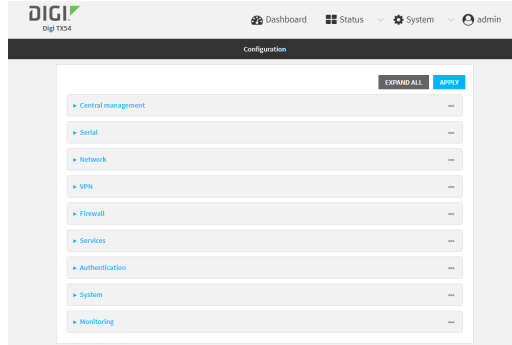 DIGI
Digi TX54
Dashboard Status System admin
Configuration
EXPAND ALL APPLY
Central management
Serial
Network
VPN
Firewall
Services
Authentication
System
Monitoring